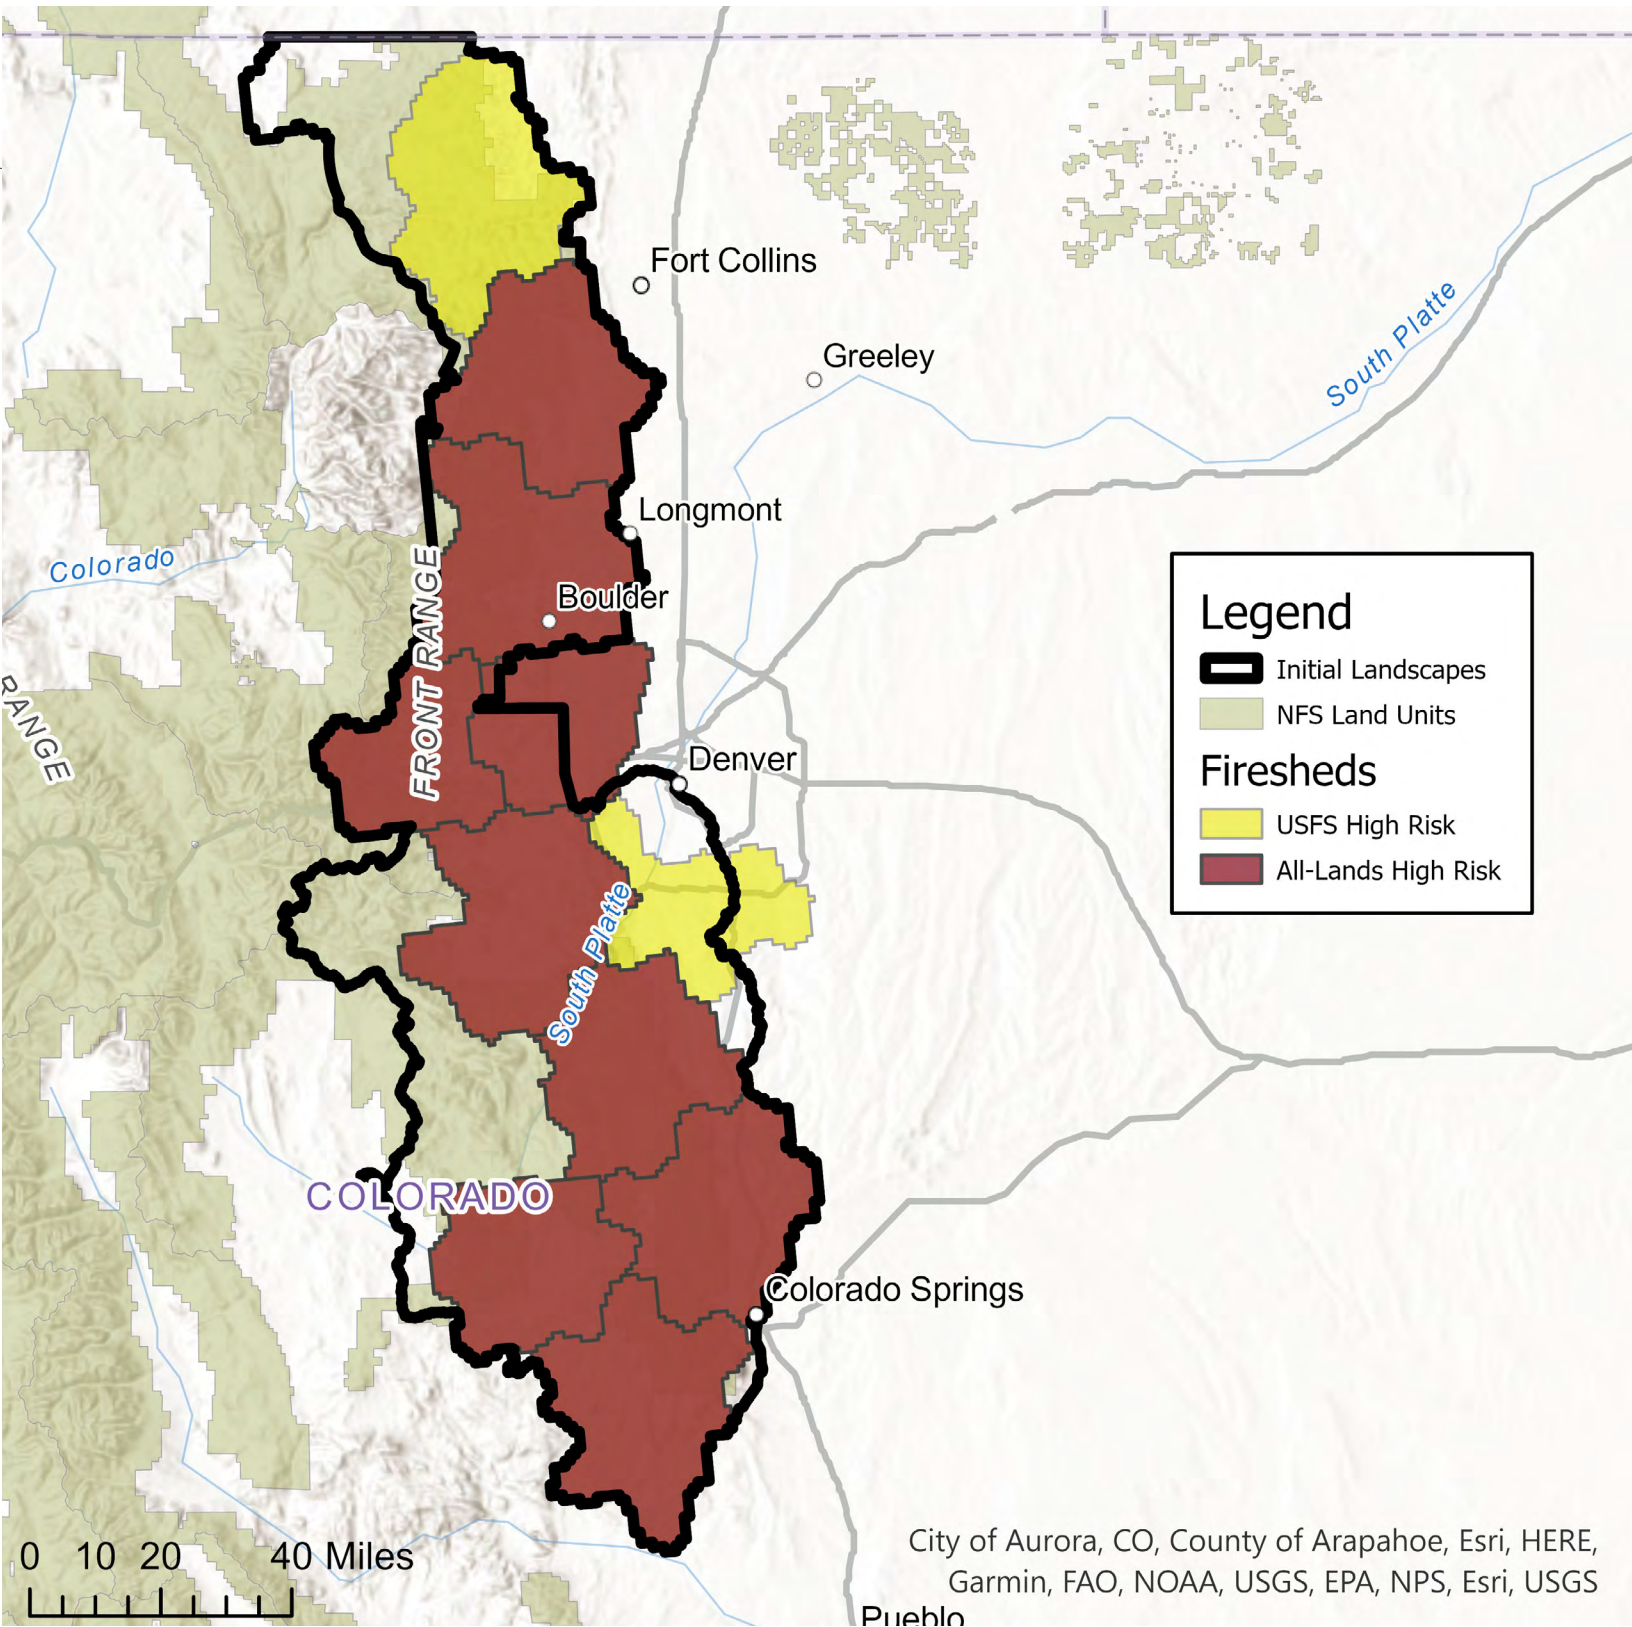 Fort Collins
Greeley
South Platte
Longmont
Colorado
Boulder
FRONT RANGE
RANGE
Denver
Legend
Initial Landscapes
NFS Land Units
Firesheds
USFS High Risk
All-Lands High Risk
South Platte
COLORADO
Colorado Springs
0 10 20 40 Miles
City of Aurora, CO, County of Arapahoe, Esri, HERE,
Garmin, FAO, NOAA, USGS, EPA, NPS, Esri, USGS
Pueblo